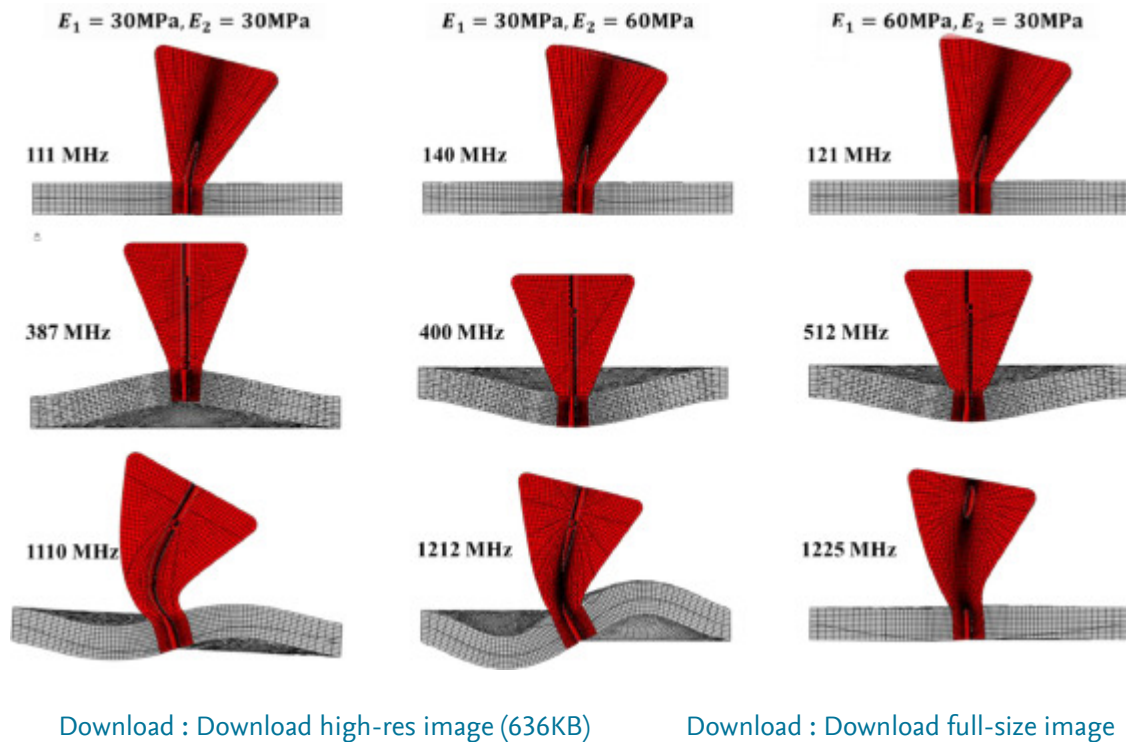 E₁ = 30MPa, E₂ = 30MPa E₁ = 30MPa, E₂ = 60MPa E₁ = 60MPa, E₂ = 30MPa
111 MHz 140 MHz 121 MHz
387 MHz 400 MHz 512 MHz
1110 MHz 1212 MHz 1225 MHz
Download : Download high-res image (636KB) Download : Download full-size image